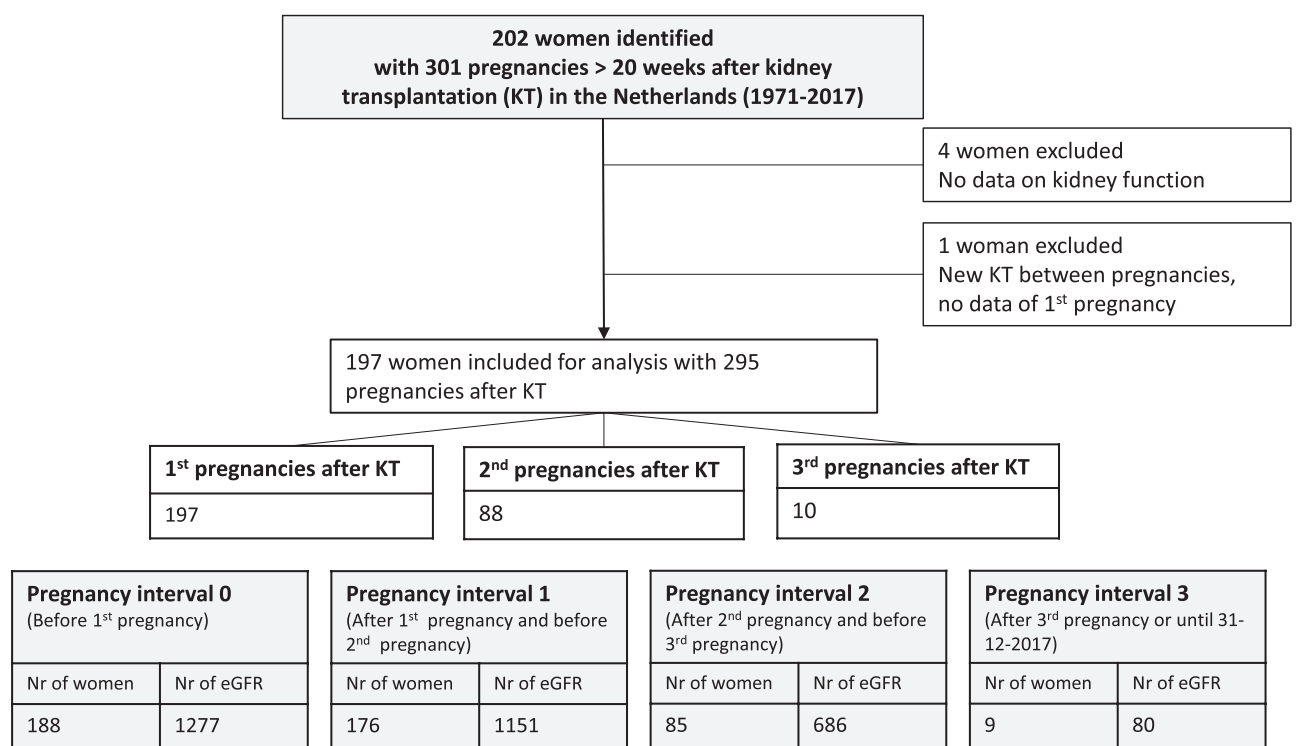 202 women identified
with 301 pregnancies > 20 weeks after kidney
transplantation (KT) in the Netherlands (1971-2017)
4 women excluded
No data on kidney function
1 woman excluded
New KT between pregnancies,
no data of 1st pregnancy
197 women included for analysis with 295
pregnancies after KT
1st pregnancies after KT
197
2nd pregnancies after KT
88
3rd pregnancies after KT
10
Pregnancy interval 0
(Before 1st pregnancy)
Nr of women
Nr of eGFR
188
1277
Pregnancy interval 1
(After 1st pregnancy and before
2nd pregnancy)
Nr of women
Nr of eGFR
176
1151
Pregnancy interval 2
(After 2nd pregnancy and before
3rd pregnancy)
Nr of women
Nr of eGFR
85
686
Pregnancy interval 3
(After 3rd pregnancy or until 31-
12-2017)
Nr of women
Nr of eGFR
9
80